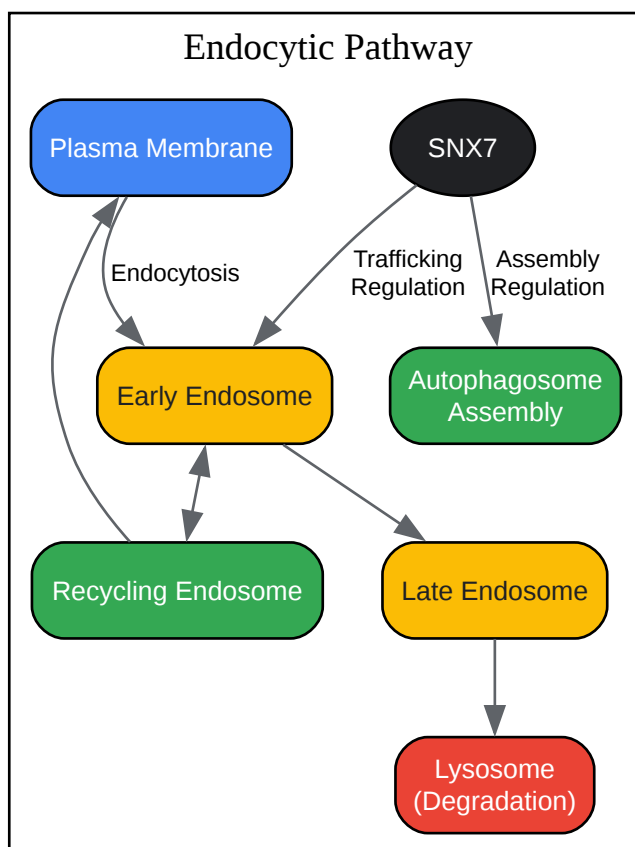 Endocytic Pathway
Plasma Membrane
SNX7
Endocytosis
Trafficking
Regulation
Assembly
Regulation
Early Endosome
Autophagosome
Assembly
Recycling Endosome
Late Endosome
Lysosome
(Degradation)